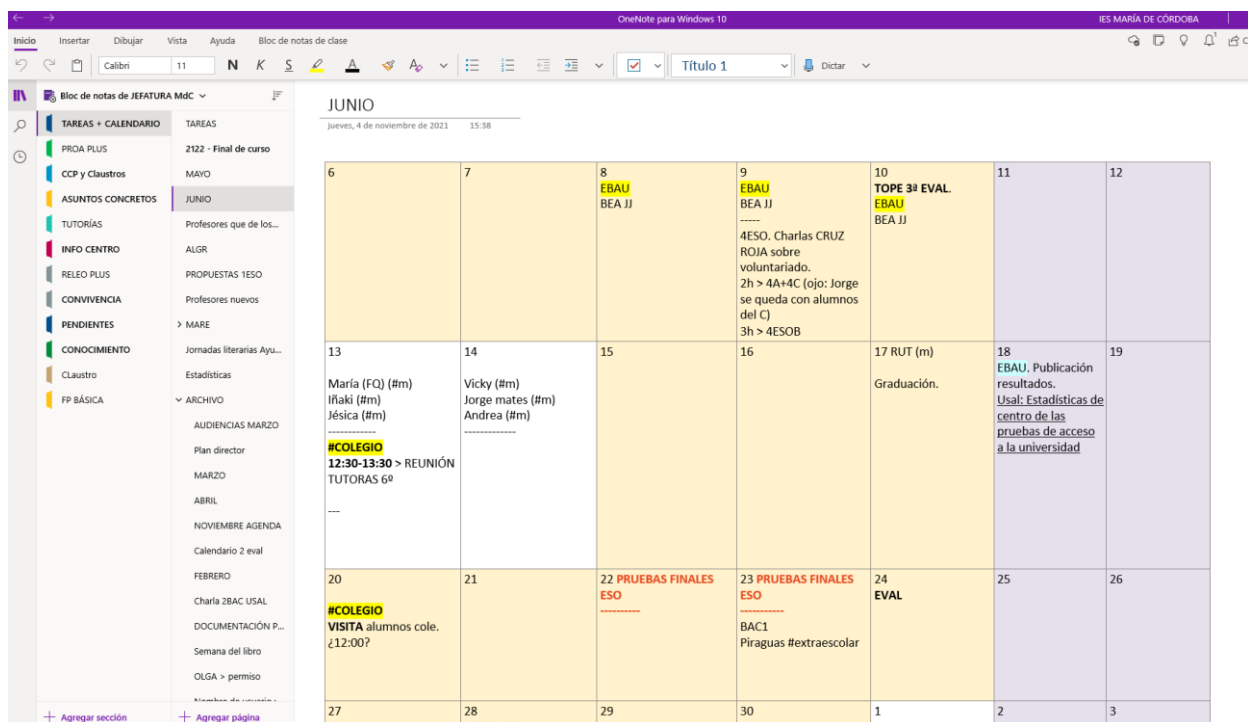 OneNote para Windows 10
IES MARÍA DE CÓRDOBA
Inicio Insertar Dibujar Vista Ayuda Bloc de notas de clase
Calibri 11 N K S A Título 1 Dictar
Bloc de notas de JEFATURA MdC
TAREAS + CALENDARIO
PROA PLUS
CCP y Claustros
ASUNTOS CONCRETOS
TUTORÍAS
INFO CENTRO
RELEO PLUS
CONVIVENCIA
PENDIENTES
CONOCIMIENTO
CLaustro
FP BÁSICA
+ Agregar sección
TAREAS
2122 - Final de curso
MAYO
JUNIO
Profesores que de los...
ALGR
PROPUESTAS 1ESO
Profesores nuevos
> MARE
Jornadas literarias Ayu...
Estadísticas
ARCHIVO
AUDIENCIAS MARZO
Plan director
MARZO
ABRIL
NOVIEMBRE AGENDA
Calendario 2 eval
FEBRERO
Charla 2BAC USAL
DOCUMENTACIÓN P...
Semana del libro
OLGA > permiso
+ Agregar página
JUNIO
jueves, 4 de noviembre de 2021 15:38
6
7
8
EBAU
BEA JJ
9
EBAU
BEA JJ
-----
4ESO. Charlas CRUZ
ROJA sobre
voluntariado.
2h > 4A+4C (ojo: Jorge
se queda con alumnos
del C)
3h > 4ESOB
10
TOPE 3ª EVAL.
EBAU
BEA JJ
11
12
13
María (FQ) (#m)
Iñaki (#m)
Jésica (#m)
------------
#COLEGIO
12:30-13:30 > REUNIÓN
TUTORAS 6º
---
14
Vicky (#m)
Jorge mates (#m)
Andrea (#m)
-------------
15
16
17 RUT (m)
Graduación.
18
EBAU. Publicación
resultados.
Usal: Estadísticas de
centro de las
pruebas de acceso
a la universidad
19
20
#COLEGIO
VISITA alumnos cole.
¿12:00?
21
22 PRUEBAS FINALES
ESO
----------
23 PRUEBAS FINALES
ESO
-----------
BAC1
Piraguas #extraescolar
24
EVAL
25
26
27
28
29
30
1
2
3